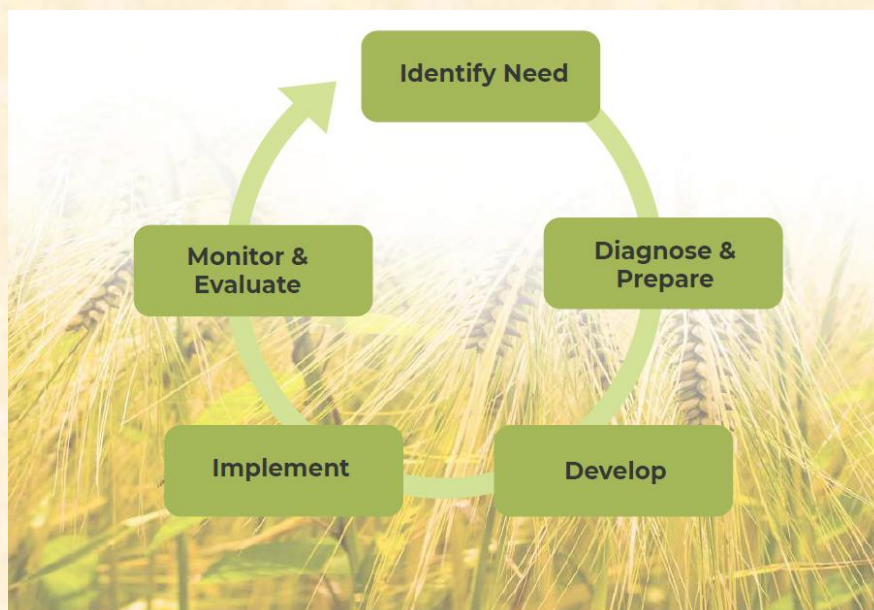 Identify Need
Diagnose &
Prepare
Develop
Implement
Monitor &
Evaluate